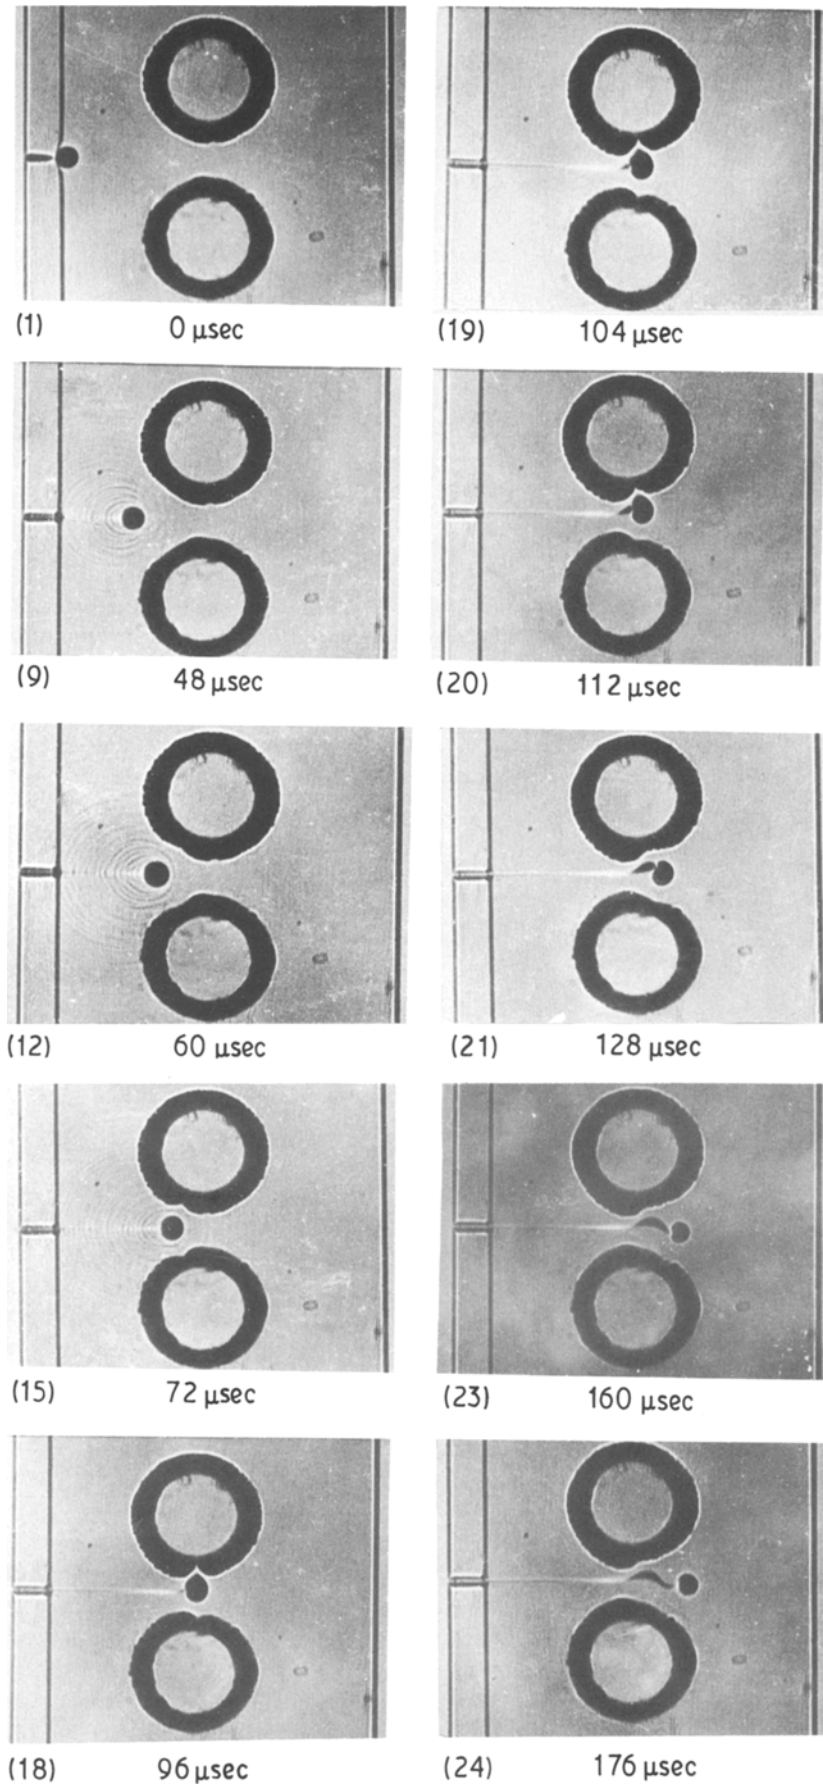 (1) 0 μsec
(19) 104 μsec
(9) 48 μsec
(20) 112 μsec
(12) 60 μsec
(21) 128 μsec
(15) 72 μsec
(23) 160 μsec
(18) 96 μsec
(24) 176 μsec